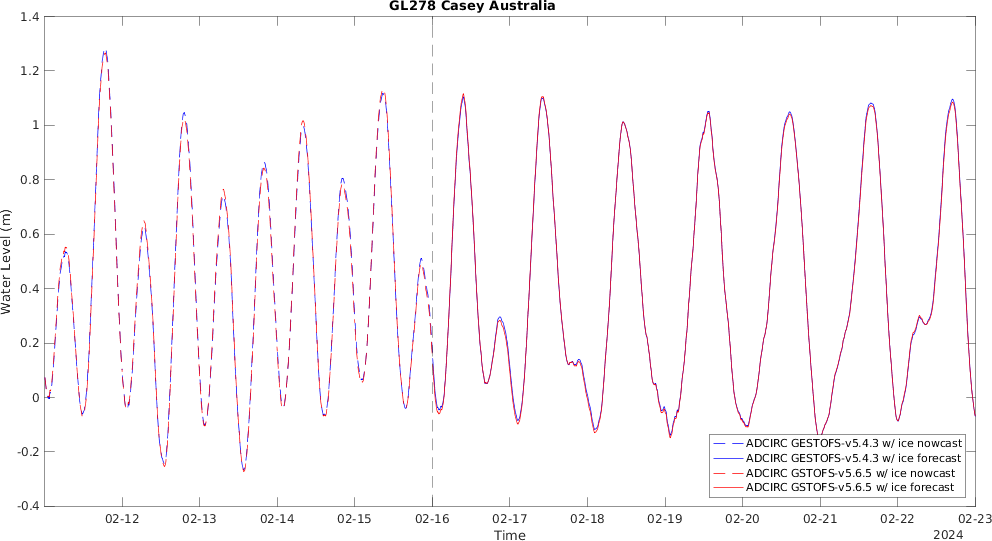 GL278 Casey Australia
Water Level (m)
1.4
1.2
1
0.8
0.6
0.4
0.2
0
-0.2
-0.4
ADCIRC GESTOFS-v5.4.3 w/ ice nowcast
ADCIRC GESTOFS-v5.4.3 w/ ice forecast
ADCIRC GSTOFS-v5.6.5 w/ ice nowcast
ADCIRC GSTOFS-v5.6.5 w/ ice forecast
02-12 02-13 02-14 02-15 02-16 02-17 02-18 02-19 02-20 02-21 02-22 02-23
Time
2024